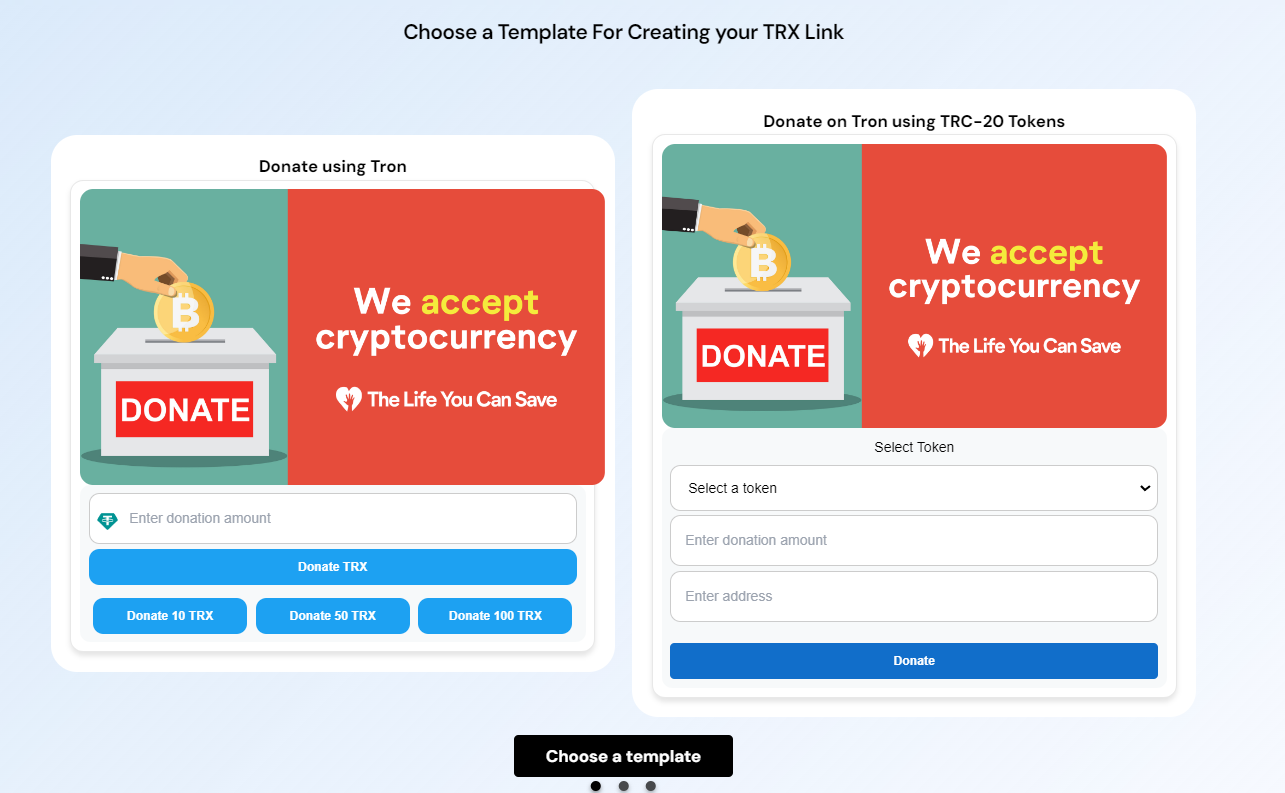 Choose a Template For Creating your TRX Link
Donate using Tron
We accept
cryptocurrency
The Life You Can Save
B
DONATE
Enter donation amount
Donate TRX
Donate 10 TRX
Donate 50 TRX
Donate 100 TRX
Donate on Tron using TRC-20 Tokens
We accept
cryptocurrency
The Life You Can Save
B
DONATE
Select Token
Select a token
Enter donation amount
Enter address
Donate
Choose a template